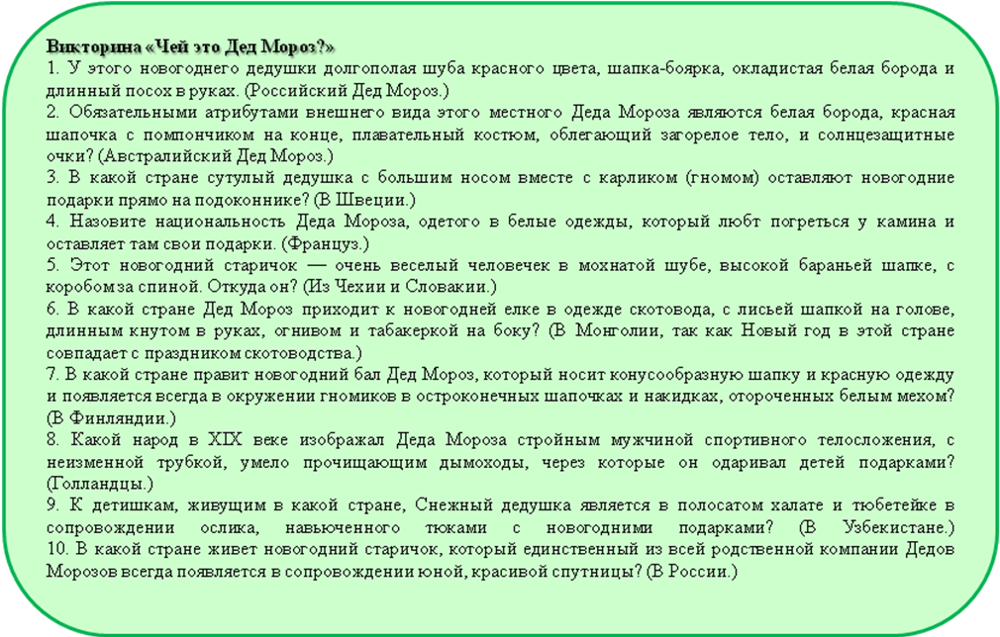 Викторина «Чей это Дед Мороз?»
1. У этого новогоднего дедушки долгополая шуба красного цвета, шапка-боярка, окладистая белая борода и
длинный посох в руках. (Российский Дед Мороз.)
2. Обязательными атрибутами внешнего вида этого местного Деда Мороза являются белая борода, красная
шапочка с помпончиком на конце, плавательный костюм, облегающий загорелое тело, и солнцезащитные
очки? (Австралийский Дед Мороз.)
3. В какой стране сутулый дедушка с большим носом вместе с карликом (гномом) оставляют новогодние
подарки прямо на подоконнике? (В Швеции.)
4. Назовите национальность Деда Мороза, одетого в белые одежды, который любт погреться у камина и
оставляет там свои подарки. (Француз.)
5. Этот новогодний старичок — очень веселый человечек в мохнатой шубе, высокой бараньей шапке, с
коробом за спиной. Откуда он? (Из Чехии и Словакии.)
6. В какой стране Дед Мороз приходит к новогодней елке в одежде скотовода, с лисьей шапкой на голове,
длинным кнутом в руках, огнивом и табакеркой на боку? (В Монголии, так как Новый год в этой стране
совпадает с праздником скотоводства.)
7. В какой стране правит новогодний бал Дед Мороз, который носит конусообразную шапку и красную одежду
и появляется всегда в окружении гномиков в остроконечных шапочках и накидках, отороченных белым мехом?
(В Финляндии.)
8. Какой народ в XIX веке изображал Деда Мороза стройным мужчиной спортивного телосложения, с
неизменной трубкой, умело прочищающим дымоходы, через которые он одаривал детей подарками?
(Голландцы.)
9. К детишкам, живущим в какой стране, Снежный дедушка является в полосатом халате и тюбетейке в
сопровождении ослика, навьюченного тюками с новогодними подарками? (В Узбекистане.)
10. В какой стране живет новогодний старичок, который единственный из всей родственной компании Дедов
Морозов всегда появляется в сопровождении юной, красивой спутницы? (В России.)